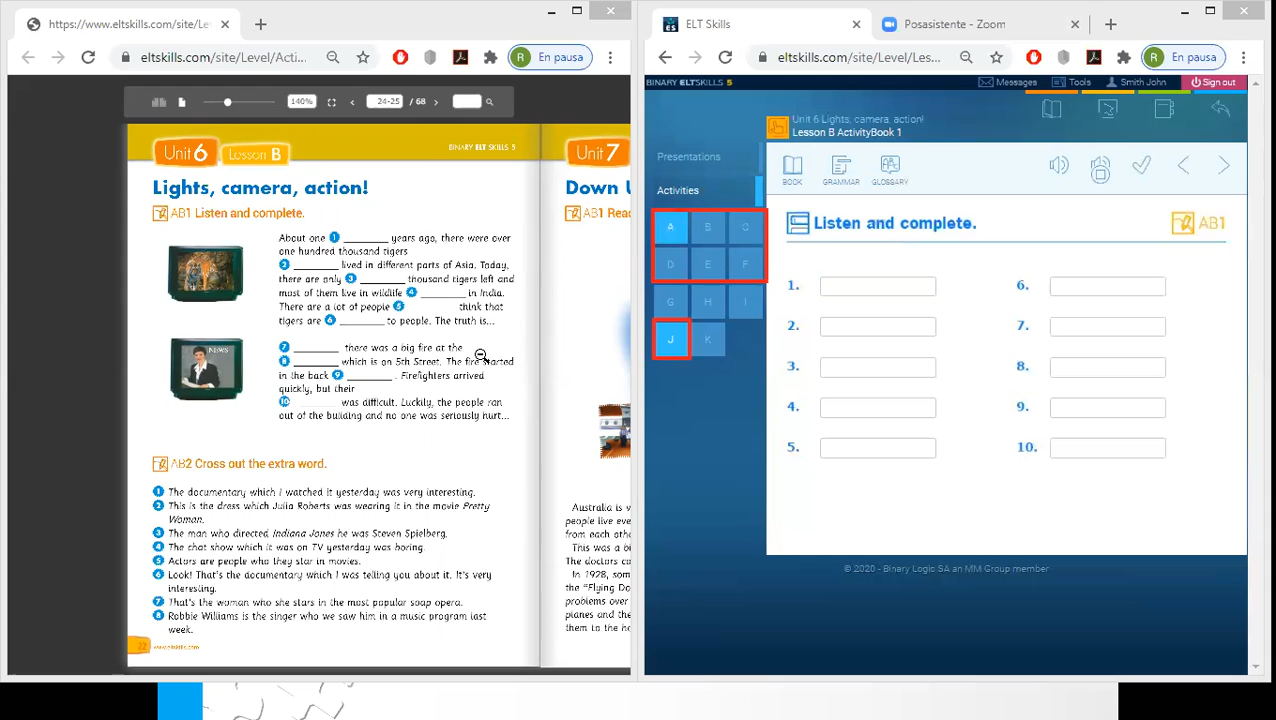 https://www.eltskills.com/site/Le
eltskills.com/site/Level/Acti...
R En pausa
140%
24-25 / 68
Unit 6 Lesson B
BINARY ELT SKILLS 5
Lights, camera, action!
AB1 Listen and complete.
About one 1 ________ years ago, there were over
one hundred thousand tigers
2 ________ lived in different parts of Asia. Today,
there are only 3 ________ thousand tigers left and
most of them live in wildlife 4 ________ in India.
There are a lot of people 5 ________ think that
tigers are 6 ________ to people. The truth is...
NEWS
7 ________ there was a big fire at the
8 ________ which is on 5th Street. The fire started
in the back 9 ________ . Firefighters arrived
quickly, but their
10 ________ was difficult. Luckily, the people ran
out of the building and no one was seriously hurt...
AB2 Cross out the extra word.
1 The documentary which I watched it yesterday was very interesting.
2 This is the dress which Julia Roberts was wearing it in the movie Pretty
Woman.
3 The man who directed Indiana Jones he was Steven Spielberg.
4 The chat show which it was on TV yesterday was boring.
5 Actors are people who they star in movies.
6 Look! That's the documentary which I was telling you about it. It's very
interesting.
7 That's the woman who she stars in the most popular soap opera.
8 Robbie Williams is the singer who we saw him in a music program last
week.
22 www.eltskills.com
Unit 7
Down U
AB1 Read
Australia is v
people live eve
from each othe
This was a bi
The doctors co
In 1928, som
the "Flying Do
problems over
planes and the
them to the ho
ELT Skills
Posasistente - Zoom
eltskills.com/site/Level/Les...
R En pausa
BINARY ELTSKILLS 5
Messages
Tools
Smith John
Sign out
Unit 6 Lights, camera, action!
Lesson B ActivityBook 1
Presentations
Activities
A B C
D E F
G H I
J K
BOOK
GRAMMAR
GLOSSARY
Listen and complete.
AB1
1.
2.
3.
4.
5.
6.
7.
8.
9.
10.
© 2020 - Binary Logic SA an MM Group member